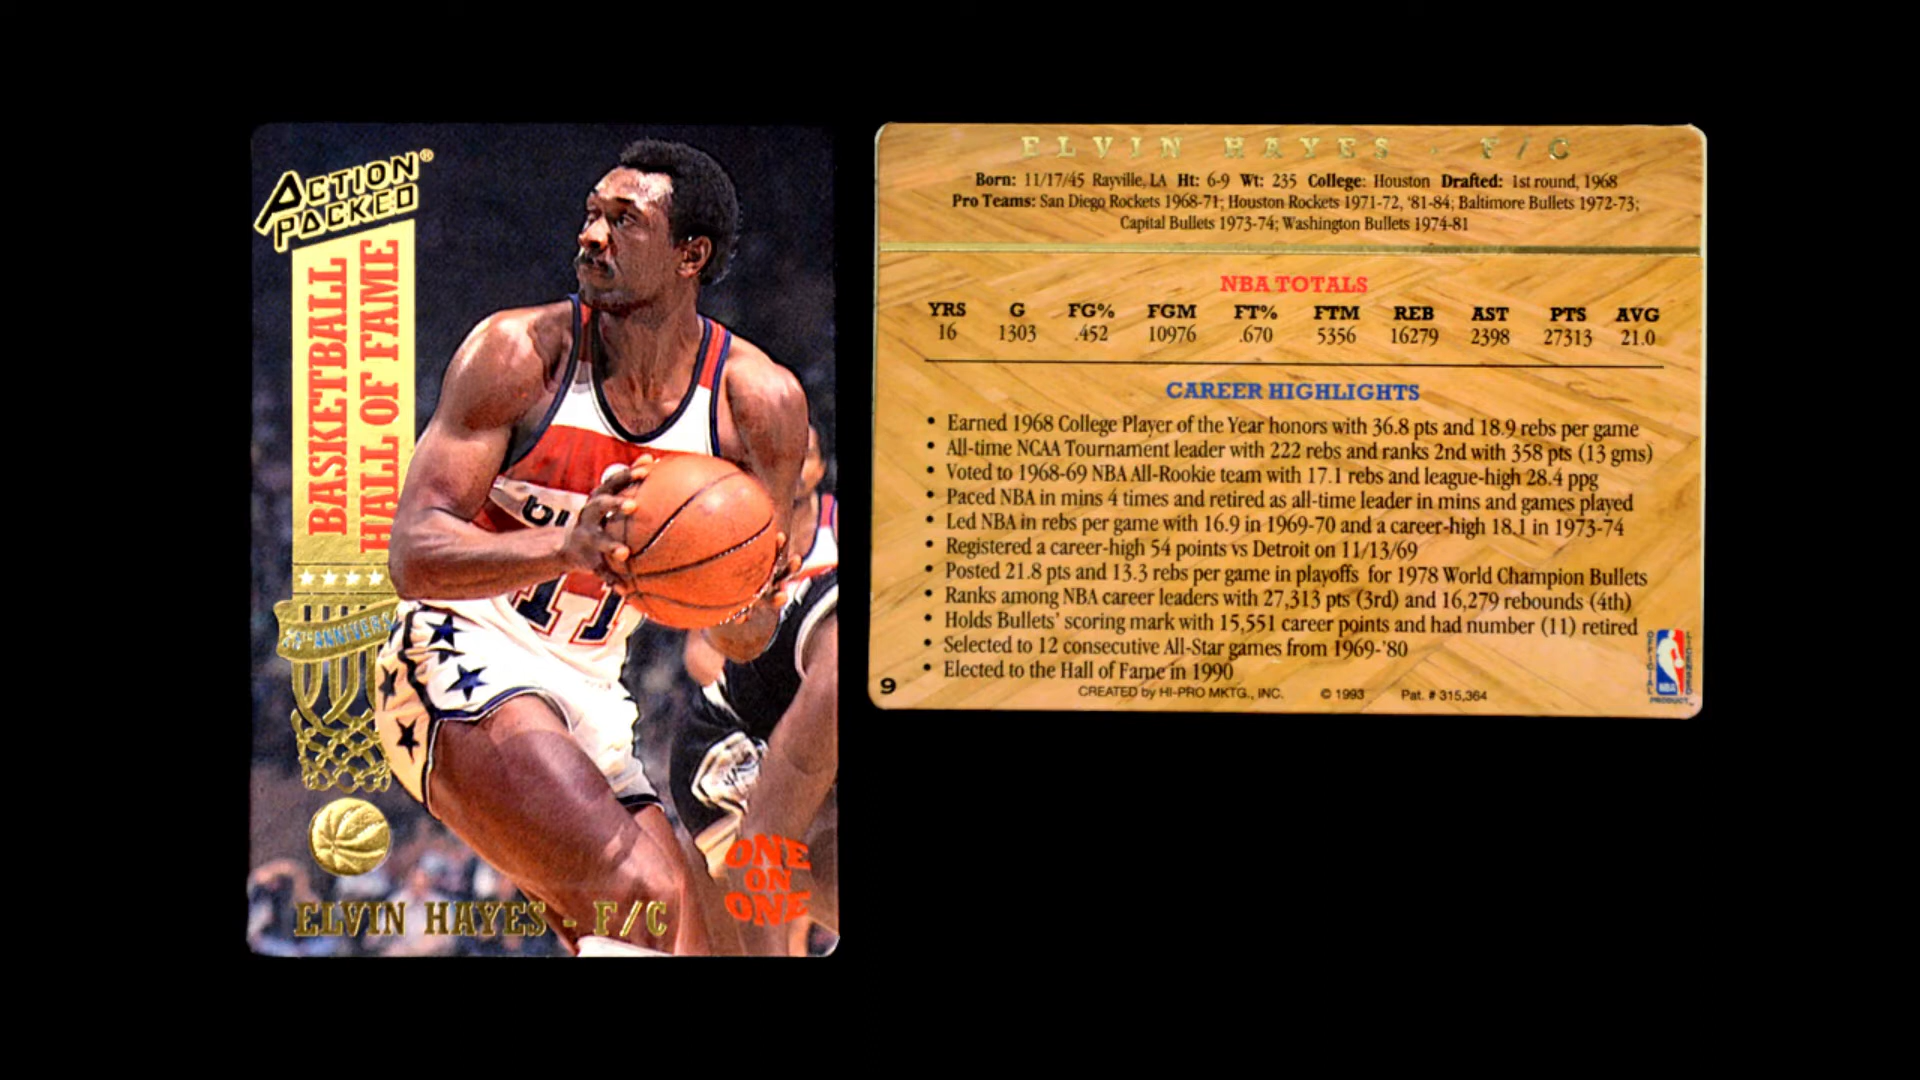 ACTION
PACKED
®
BASKETBALL
HALL OF FAME
ELVIN HAYES - F/C
ONE
ON
ONE
ELVIN HAYES - F/C
Born: 11/17/45 Rayville, LA Ht: 6-9 Wt: 235 College: Houston Drafted: 1st round, 1968
Pro Teams: San Diego Rockets 1968-71; Houston Rockets 1971-72, '81-84; Baltimore Bullets 1972-73;
Capital Bullets 1973-74; Washington Bullets 1974-81
NBA TOTALS
YRS G FG% FGM FT% FTM REB AST PTS AVG
16 1303 .452 10976 .670 5356 16279 2398 27313 21.0
CAREER HIGHLIGHTS
• Earned 1968 College Player of the Year honors with 36.8 pts and 18.9 rebs per game
• All-time NCAA Tournament leader with 222 rebs and ranks 2nd with 358 pts (13 gms)
• Voted to 1968-69 NBA All-Rookie team with 17.1 rebs and league-high 28.4 ppg
• Paced NBA in mins 4 times and retired as all-time leader in mins and games played
• Led NBA in rebs per game with 16.9 in 1969-70 and a career-high 18.1 in 1973-74
• Registered a career-high 54 points vs Detroit on 11/13/69
• Posted 21.8 pts and 13.3 rebs per game in playoffs for 1978 World Champion Bullets
• Ranks among NBA career leaders with 27,313 pts (3rd) and 16,279 rebounds (4th)
• Holds Bullets' scoring mark with 15,551 career points and had number (11) retired
• Selected to 12 consecutive All-Star games from 1969-'80
• Elected to the Hall of Fame in 1990
9
CREATED by HI-PRO MKTG., INC. © 1993 Pat. # 315,364
OFFICIAL
NBA
PRODUCT